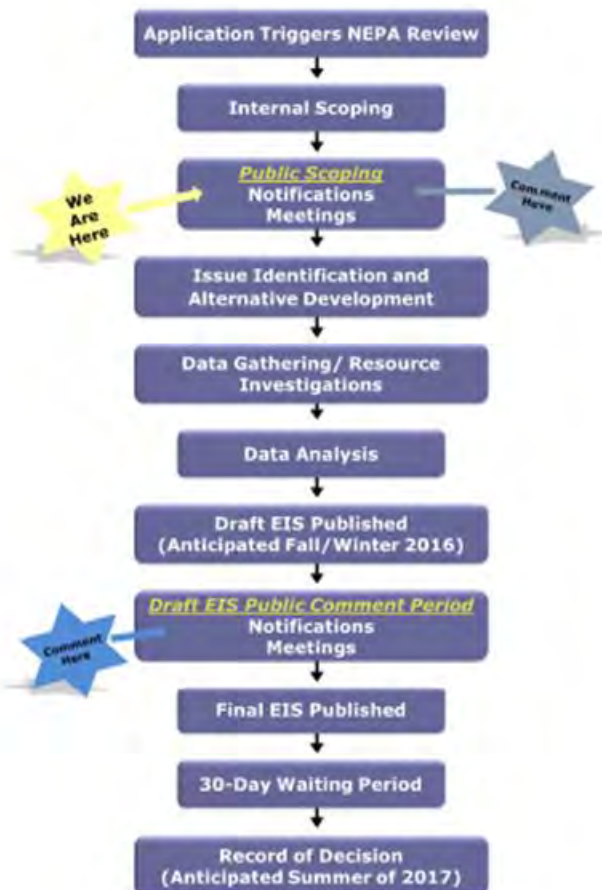 Application Triggers NEPA Review
Internal Scoping
Public Scoping
Notifications
Meetings
We
Are
Here
Comment
Here
Issue Identification and
Alternative Development
Data Gathering/ Resource
Investigations
Data Analysis
Draft EIS Published
(Anticipated Fall/Winter 2016)
Draft EIS Public Comment Period
Notifications
Meetings
Comment
Here
Final EIS Published
30-Day Waiting Period
Record of Decision
(Anticipated Summer of 2017)